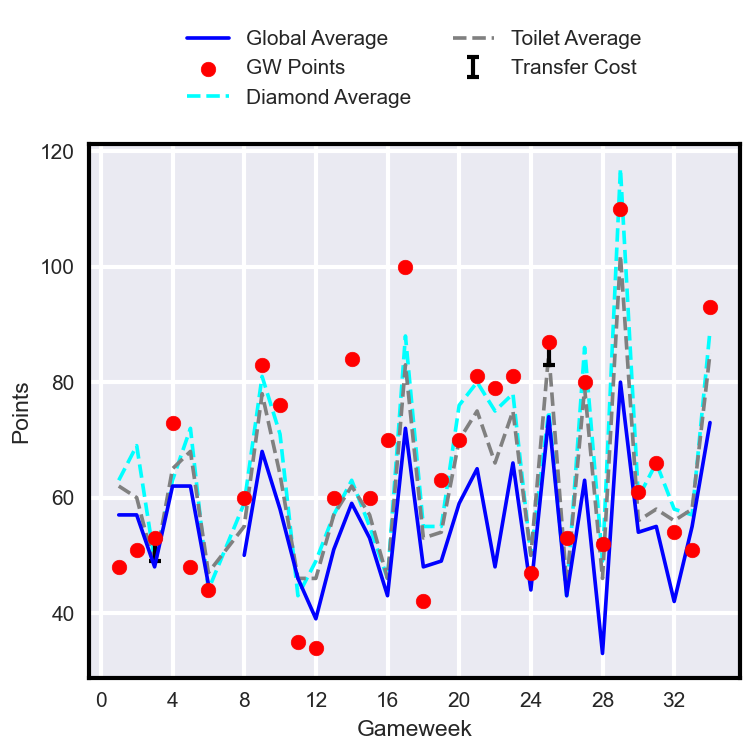 Global Average
GW Points
Diamond Average
Toilet Average
Transfer Cost
120
100
80
60
40
Points
0 4 8 12 16 20 24 28 32
Gameweek